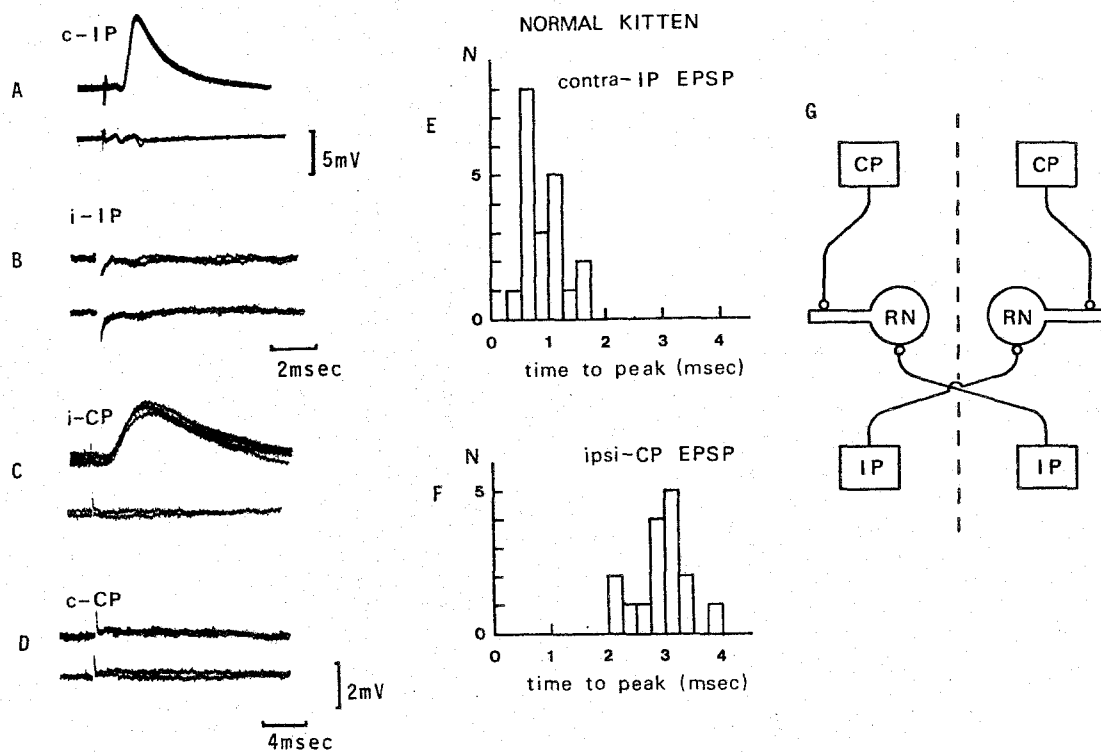 A
c-IP
5mV
B
i-IP
2msec
C
i-CP
D
c-CP
2mV
4msec
NORMAL KITTEN
E
N
contra-IP EPSP
5
0
0 1 2 3 4
time to peak (msec)
F
N
ipsi-CP EPSP
5
0
0 1 2 3 4
time to peak (msec)
G
CP CP
RN RN
IP IP